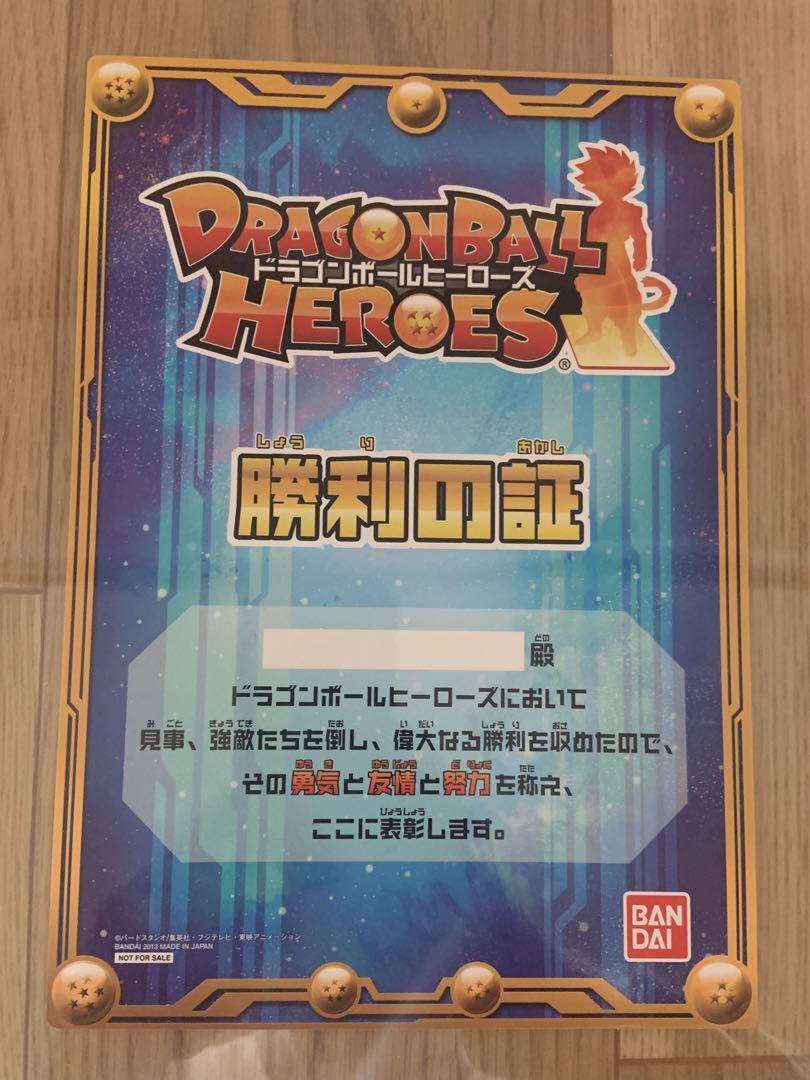 DRAGONBALL
ドラゴンボールヒーローズ
HEROES®
しょう り あかし
勝利の証
どの
殿
ドラゴンボールヒーローズにおいて
み ごと きょうてき たお い だい しょう り おさ
見事、強敵たちを倒し、偉大なる勝利を収めたので、
ゆう き ゆうじょう ど りょく たた
その勇気と友情と努力を称え、
ひょうしょう
ここに表彰します。
©バードスタジオ/集英社・フジテレビ・東映アニメーション
BANDAI 2013 MADE IN JAPAN
NOT FOR SALE
BAN
DAI